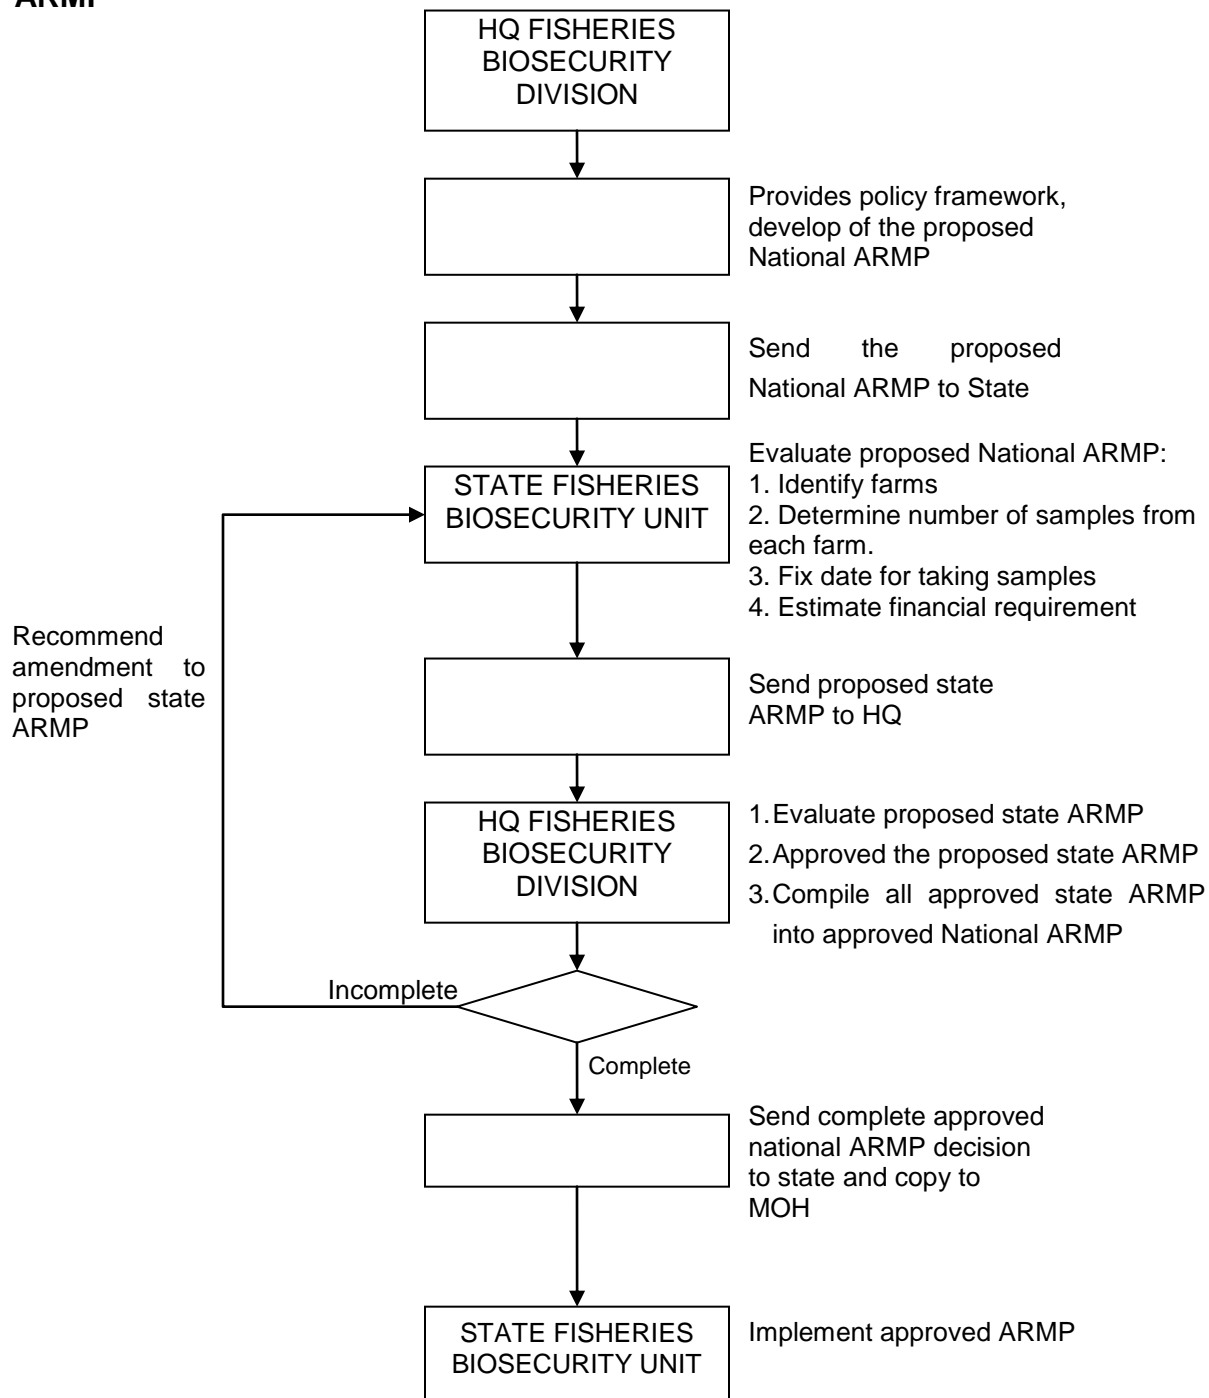 ARMP
HQ FISHERIES
BIOSECURITY
DIVISION
Provides policy framework,
develop of the proposed
National ARMP
Send the proposed
National ARMP to State
STATE FISHERIES
BIOSECURITY UNIT
Evaluate proposed National ARMP:
1. Identify farms
2. Determine number of samples from
each farm.
3. Fix date for taking samples
4. Estimate financial requirement
Recommend
amendment to
proposed state
ARMP
Send proposed state
ARMP to HQ
HQ FISHERIES
BIOSECURITY
DIVISION
1. Evaluate proposed state ARMP
2. Approved the proposed state ARMP
3. Compile all approved state ARMP
into approved National ARMP
Incomplete
Complete
Send complete approved
national ARMP decision
to state and copy to
MOH
STATE FISHERIES
BIOSECURITY UNIT
Implement approved ARMP